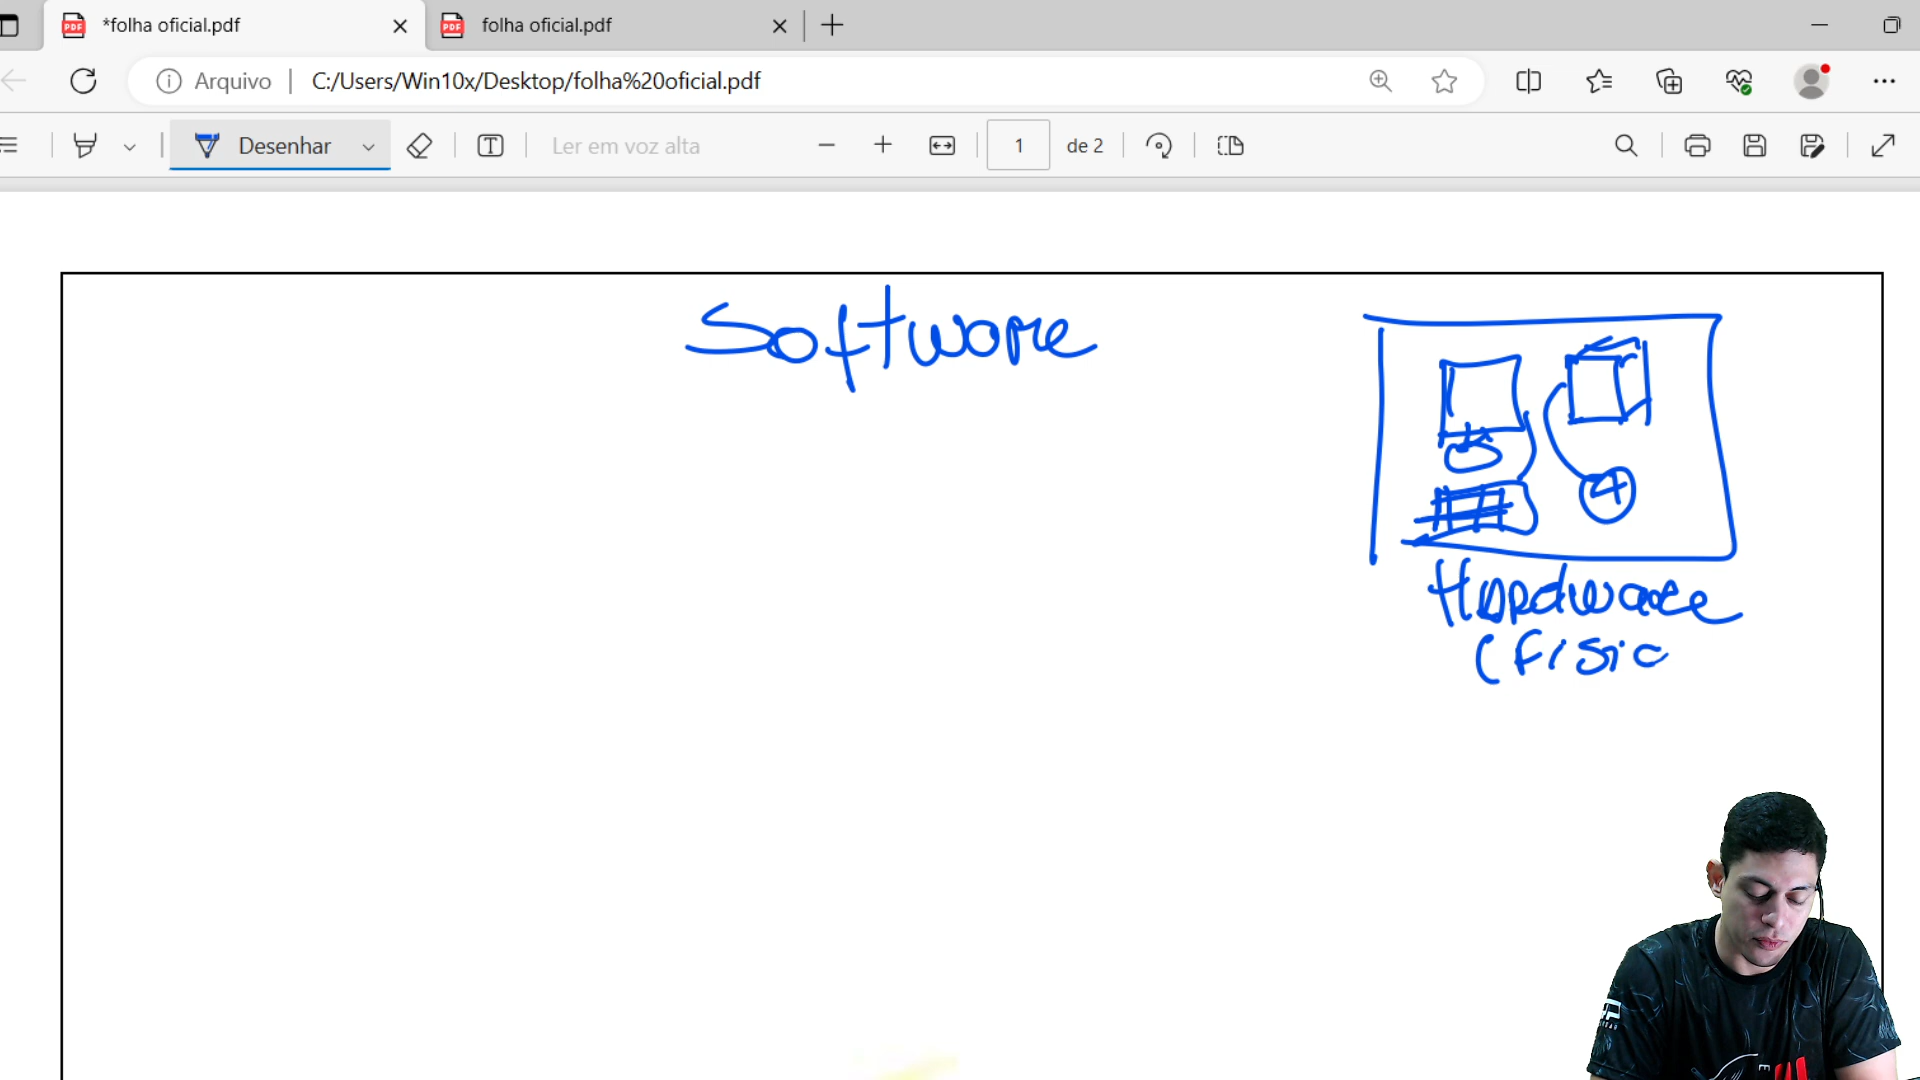 *folha oficial.pdf
folha oficial.pdf
Arquivo
C:/Users/Win10x/Desktop/folha%20oficial.pdf
Desenhar
Ler em voz alta
1
de 2
Software
Hardware
(físic